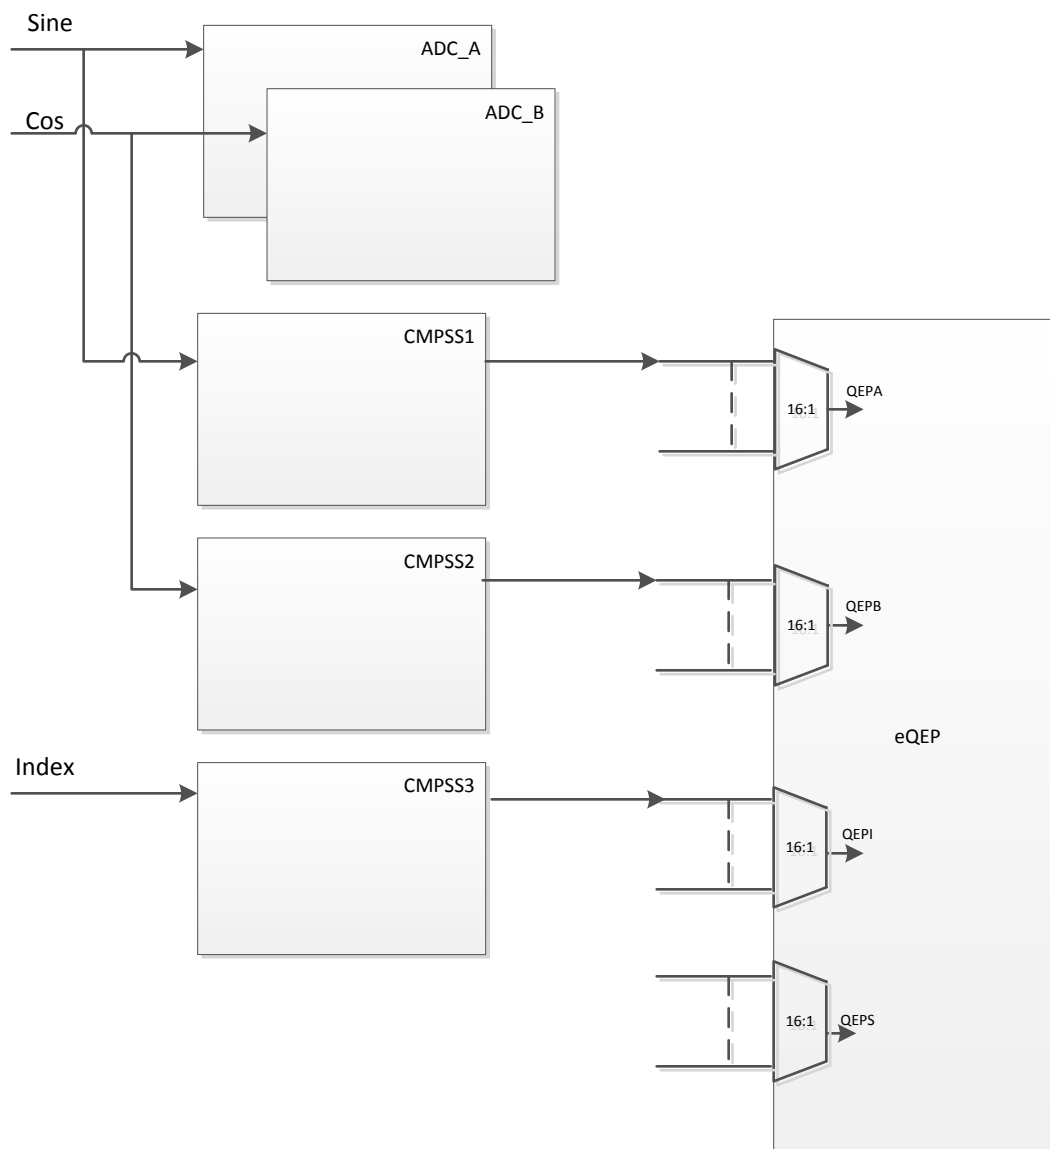 Sine
ADC_A
Cos
ADC_B
CMPSS1
QEPA
16:1
CMPSS2
QEPB
16:1
eQEP
Index
CMPSS3
QEPI
16:1
QEPS
16:1